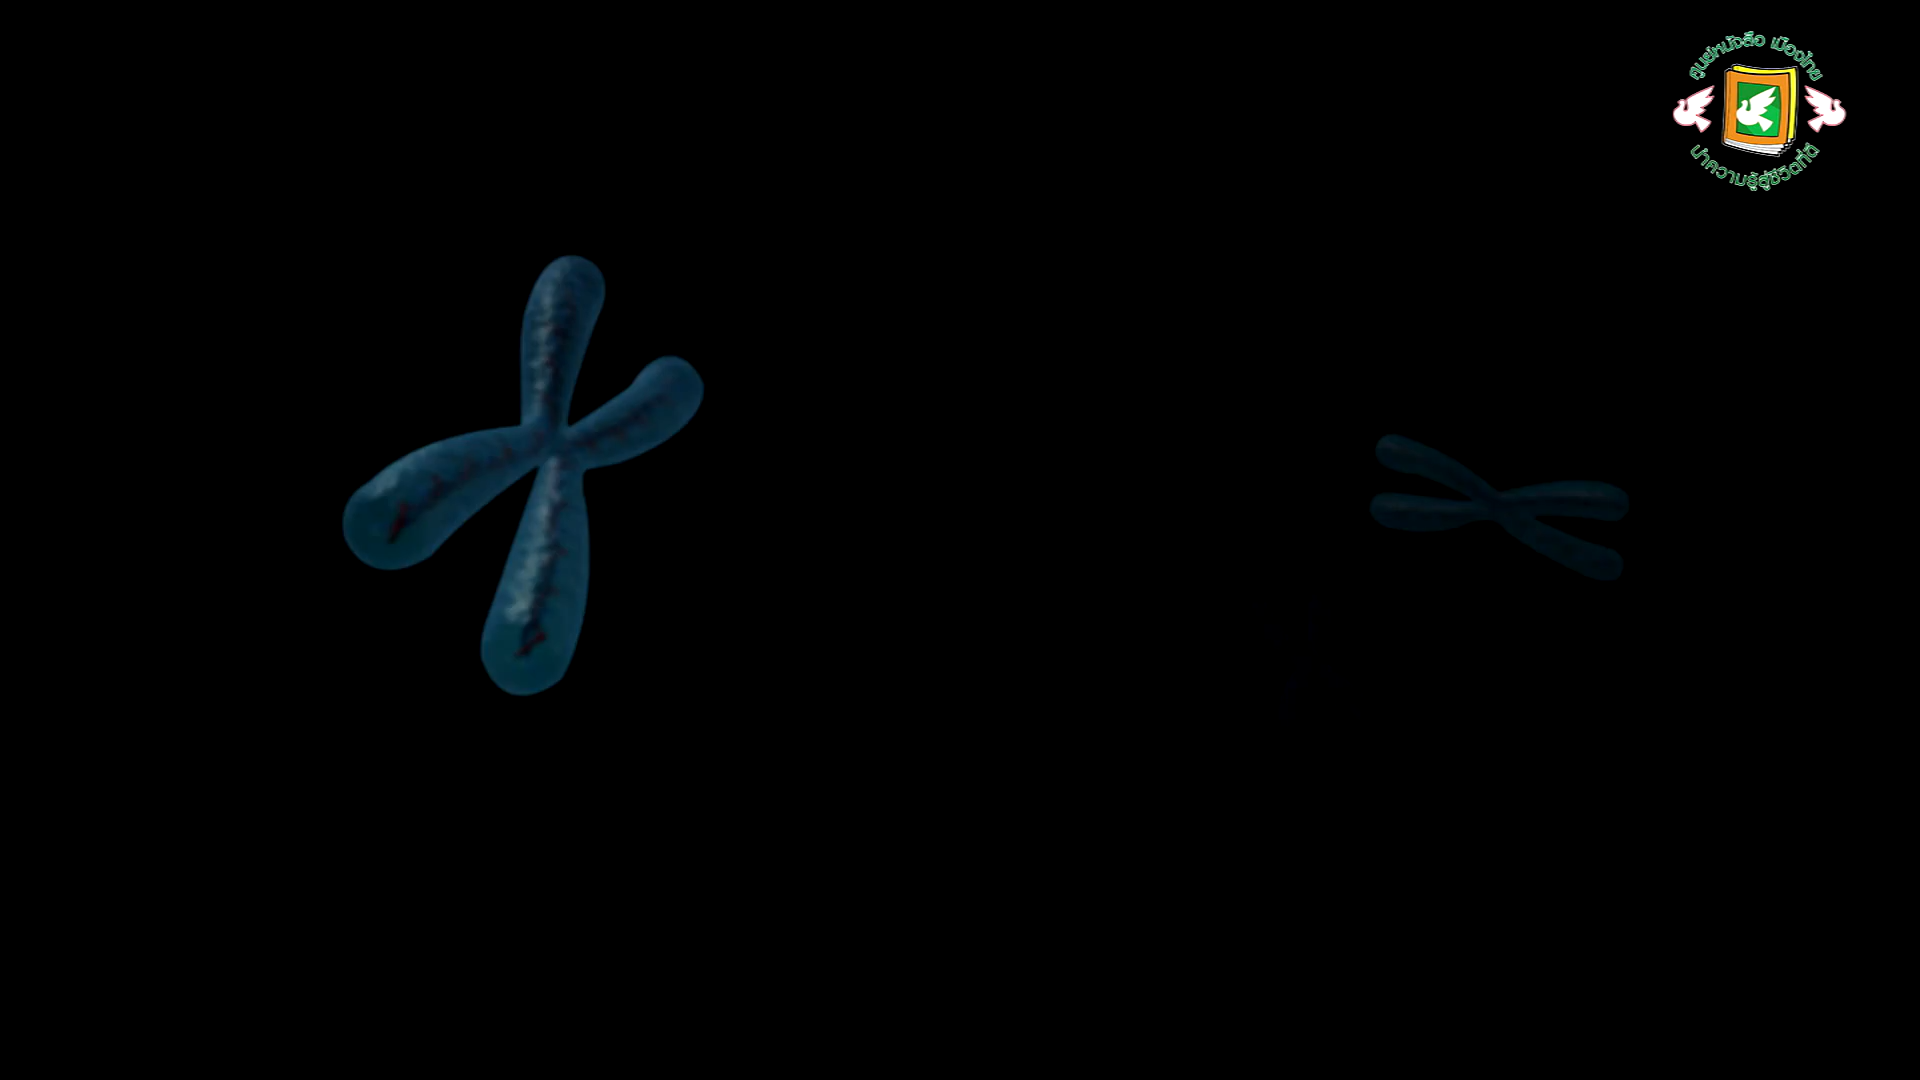 ศูนย์หนังสือ เมืองไทย
นำความรู้สู่ชีวิตที่ดี